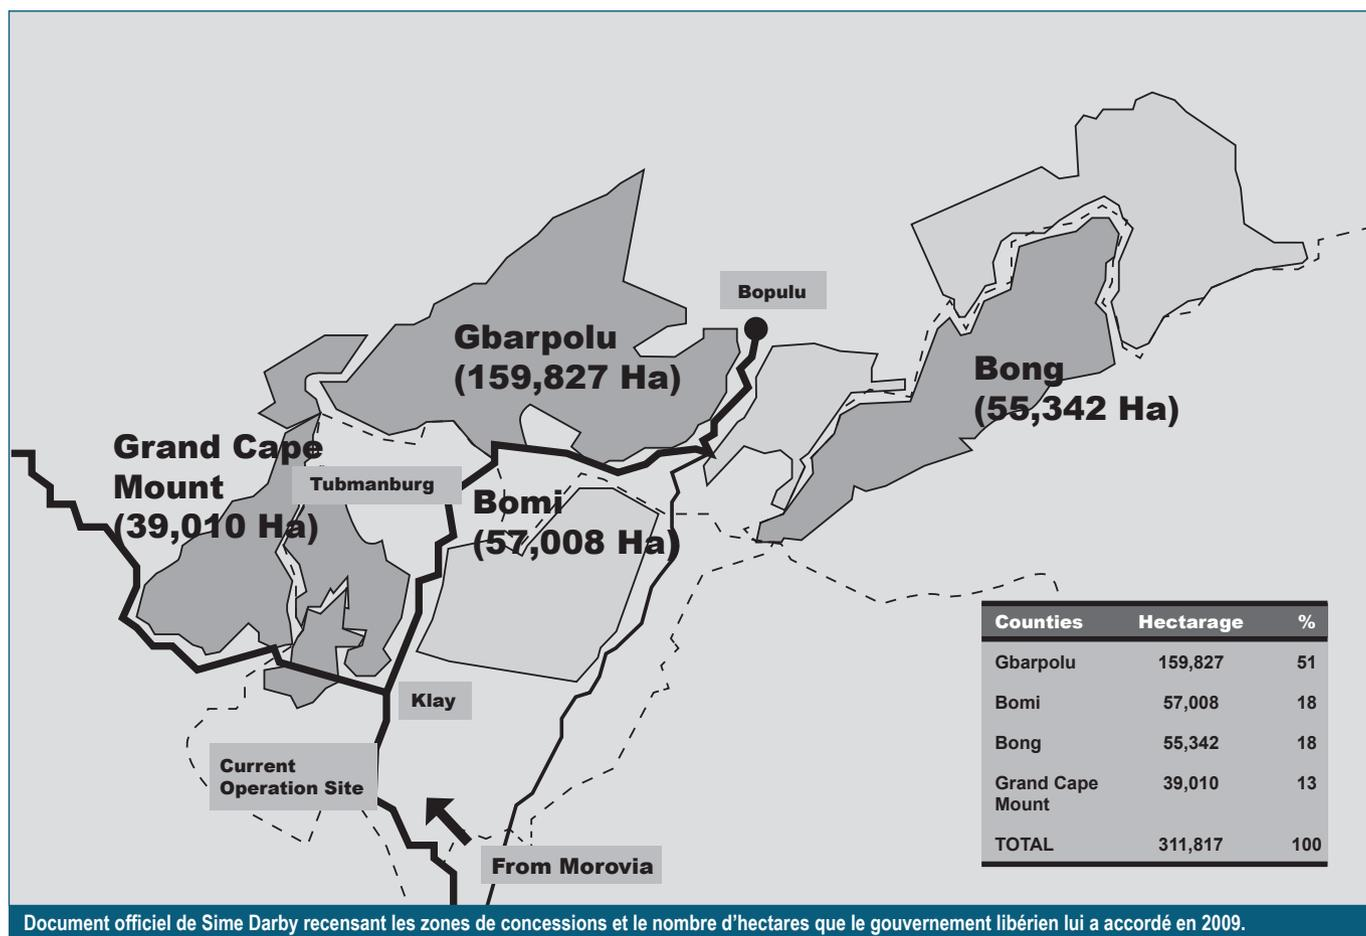 Bopulu
Gbarpolu
(159,827 Ha)
Bong
(55,342 Ha)
Grand Cape
Mount
(39,010 Ha)
Tubmanburg
Bomi
(57,008 Ha)
Klay
Current
Operation Site
From Morovia
Counties Hectarage %
Gbarpolu 159,827 51
Bomi 57,008 18
Bong 55,342 18
Grand Cape 39,010 13
Mount
TOTAL 311,817 100
Document officiel de Sime Darby recensant les zones de concessions et le nombre d’hectares que le gouvernement libérien lui a accordé en 2009.